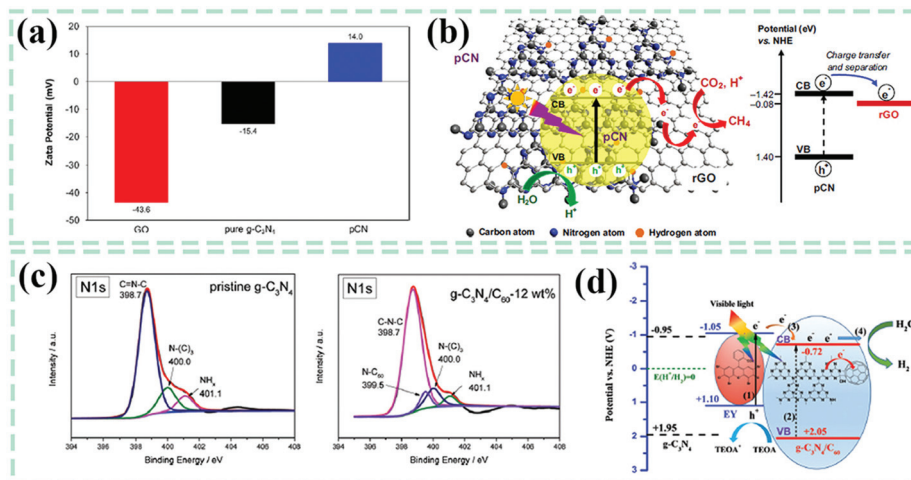 (a)
Zata Potential (mV)
20
10
0
-10
-20
-30
-40
-50
-43.6
-15.4
14.0
GO
pure g-C₃N₄
pCN
(b)
pCN
CB
e⁻ e⁻ e⁻
e⁻
e⁻
e⁻
CO₂, H⁺
CH₄
pCN
VB
h⁺ h⁺ h⁺
H₂O
H⁺
rGO
Carbon atom
Nitrogen atom
Hydrogen atom
Potential (eV)
vs. NHE
Charge transfer
and separation
CB
e⁻
e⁻
-1.42
-0.08
rGO
1.40
VB
h⁺
pCN
(c)
N1s
pristine g-C₃N₄
C=N-C
398.7
N-(C)₃
400.0
NHₓ
401.1
Intensity / a.u.
394 396 398 400 402 404 406 408
Binding Energy / eV
N1s
g-C₃N₄/C₆₀-12 wt%
C-N-C
398.7
N-(C)₃
400.0
N-C₆₀
399.5
NHₓ
401.1
Intensity / a.u.
394 396 398 400 402 404 406 408
Binding Energy / eV
(d)
Potential vs. NHE (eV)
-3
-2
-1
0
1
2
3
Visible light
-0.95
-1.05
e⁻
(3)
e⁻ e⁻
(4)
H₂O
H₂
CB
-0.72
e⁻
E(H⁺/H₂)=0
(1)
(2)
+1.10
EY
h⁺
+1.95
g-C₃N₄
TEOA⁺
TEOA
VB
+2.05
g-C₃N₄/C₆₀